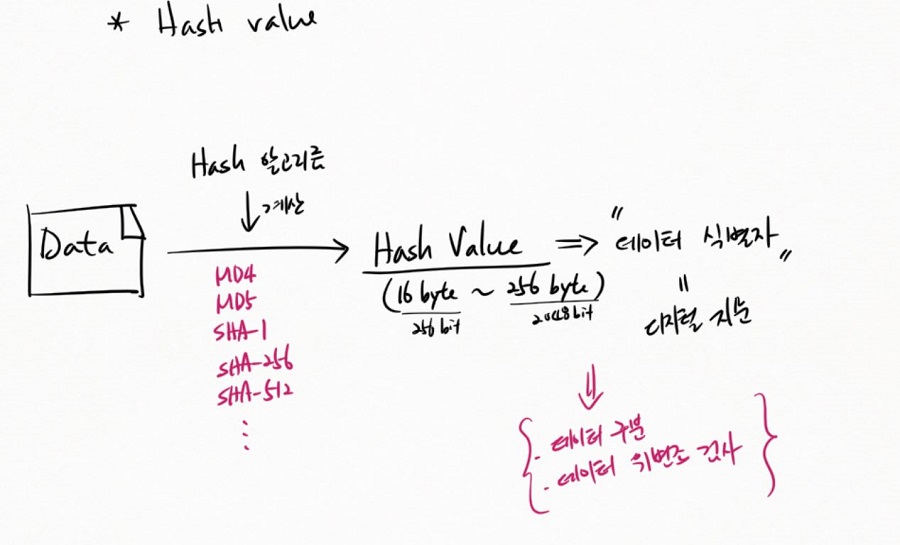 * Hash value
Hash 알고리즘
계산
Data
MD4
MD5
SHA-1
SHA-256
SHA-512
⋮
Hash Value ⇒ "데이터 식별자"
(16 byte ~ 256 byte)
256 bit
2048 bit
=
디지털 지문
- 데이터 구분
- 데이터 위변조 검사